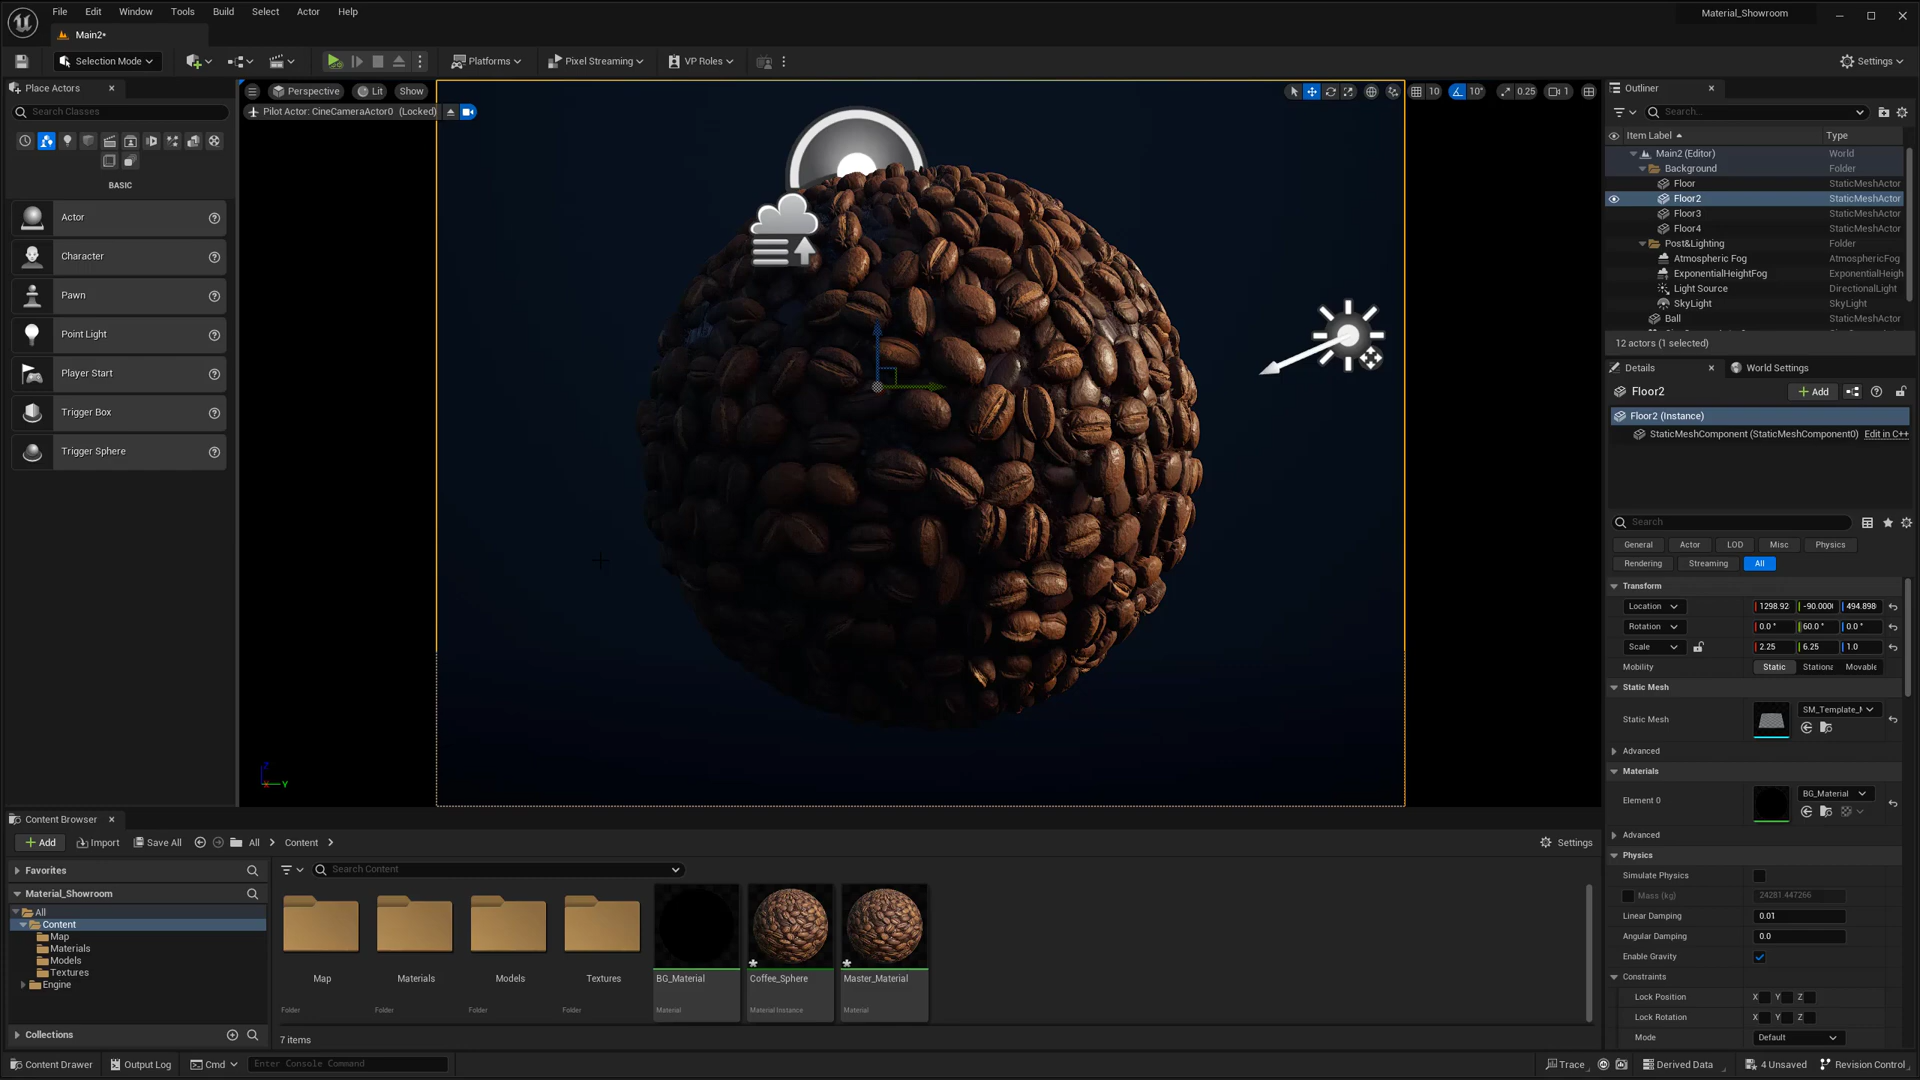 File Edit Window Tools Build Select Actor Help
Material_Showroom
Main2•
Selection Mode
Platforms
Pixel Streaming
VP Roles
Settings
Place Actors
Search Classes
BASIC
Actor
Character
Pawn
Point Light
Player Start
Trigger Box
Trigger Sphere
Perspective Lit Show
10 10° 0.25 1
Pilot Actor: CineCameraActor0 (Locked)
Outliner
Search...
Item Label Type
Main2 (Editor) World
Background Folder
Floor StaticMeshActor
Floor2 StaticMeshActor
Floor3 StaticMeshActor
Floor4 StaticMeshActor
Post&Lighting Folder
Atmospheric Fog AtmosphericFog
ExponentialHeightFog ExponentialHeigh
Light Source DirectionalLight
SkyLight SkyLight
Ball StaticMeshActor
12 actors (1 selected)
Details World Settings
Floor2
Add
Floor2 (Instance)
StaticMeshComponent (StaticMeshComponent0) Edit in C++
Search
General Actor LOD Misc Physics
Rendering Streaming All
Transform
Location 1298.92 -90.000 494.898
Rotation 0.0 ° 60.0 ° 0.0 °
Scale 2.25 6.25 1.0
Mobility Static Stationa Movable
Static Mesh
Static Mesh SM_Template_M
Advanced
Materials
Element 0 BG_Material
Advanced
Physics
Simulate Physics
Mass (kg) 24281.447266
Linear Damping 0.01
Angular Damping 0.0
Enable Gravity
Constraints
Lock Position X Y Z
Lock Rotation X Y Z
Mode Default
Z
X Y
Content Browser
Add Import Save All All Content Settings
Favorites
Material_Showroom
All
Content
Map
Materials
Models
Textures
Engine
Collections
Search Content
Map
Folder
Materials
Folder
Models
Folder
Textures
Folder
BG_Material
Material
Coffee_Sphere
Material Instance
Master_Material
Material
7 items
Content Drawer Output Log Cmd Enter Console Command
Trace Derived Data 4 Unsaved Revision Control